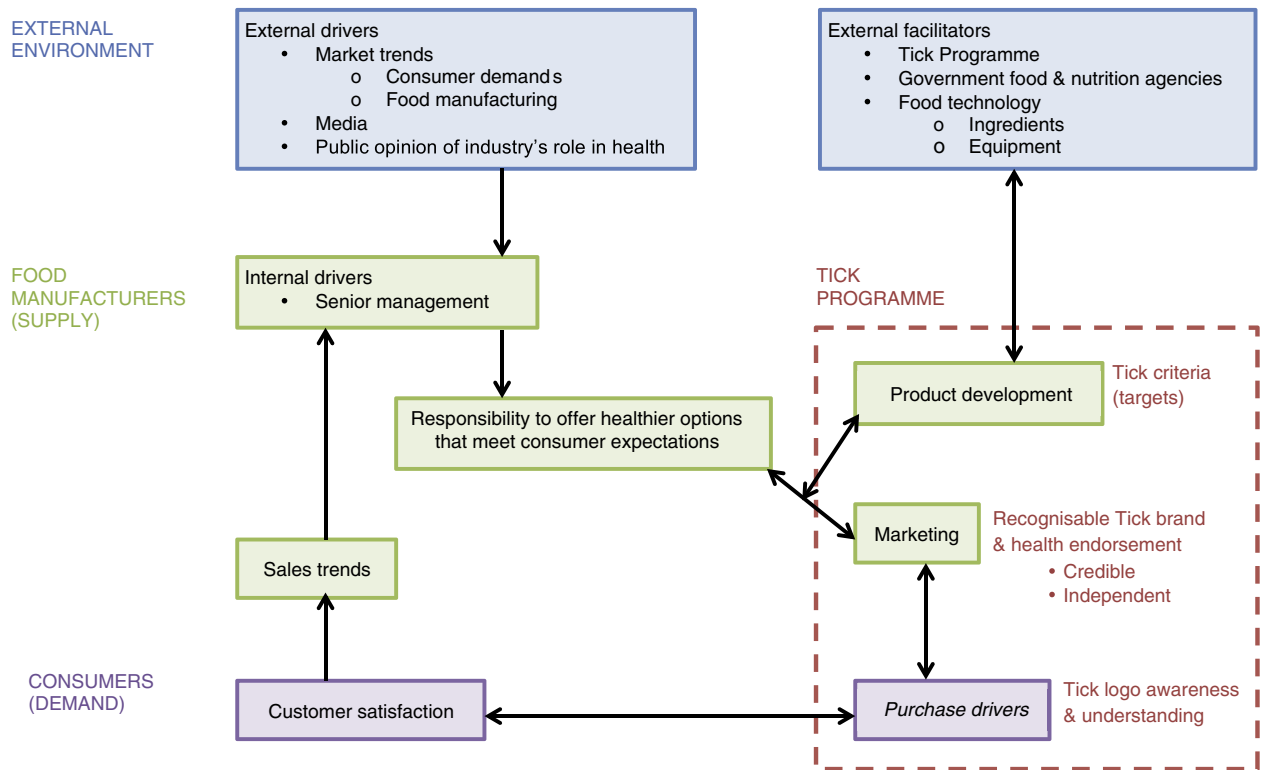 EXTERNAL
ENVIRONMENT
External drivers
• Market trends
o Consumer demands
o Food manufacturing
• Media
• Public opinion of industry's role in health
External facilitators
• Tick Programme
• Government food & nutrition agencies
• Food technology
o Ingredients
o Equipment
FOOD
MANUFACTURERS
(SUPPLY)
Internal drivers
• Senior management
TICK
PROGRAMME
Responsibility to offer healthier options
that meet consumer expectations
Product development
Tick criteria
(targets)
Marketing
Recognisable Tick brand
& health endorsement
• Credible
• Independent
Sales trends
CONSUMERS
(DEMAND)
Customer satisfaction
Purchase drivers
Tick logo awareness
& understanding